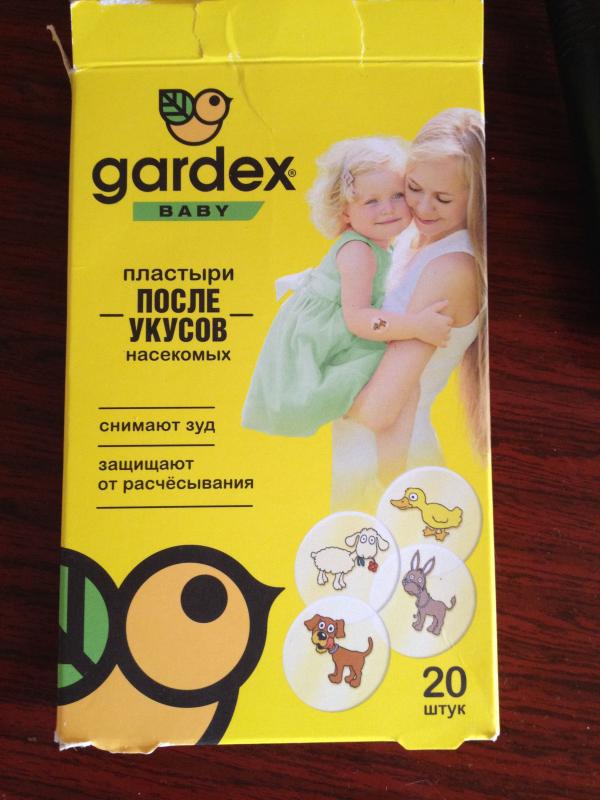 gardex®
BABY
пластыри
ПОСЛЕ
УКУСОВ
насекомых
снимают зуд
защищают
от расчёсывания
20
штук